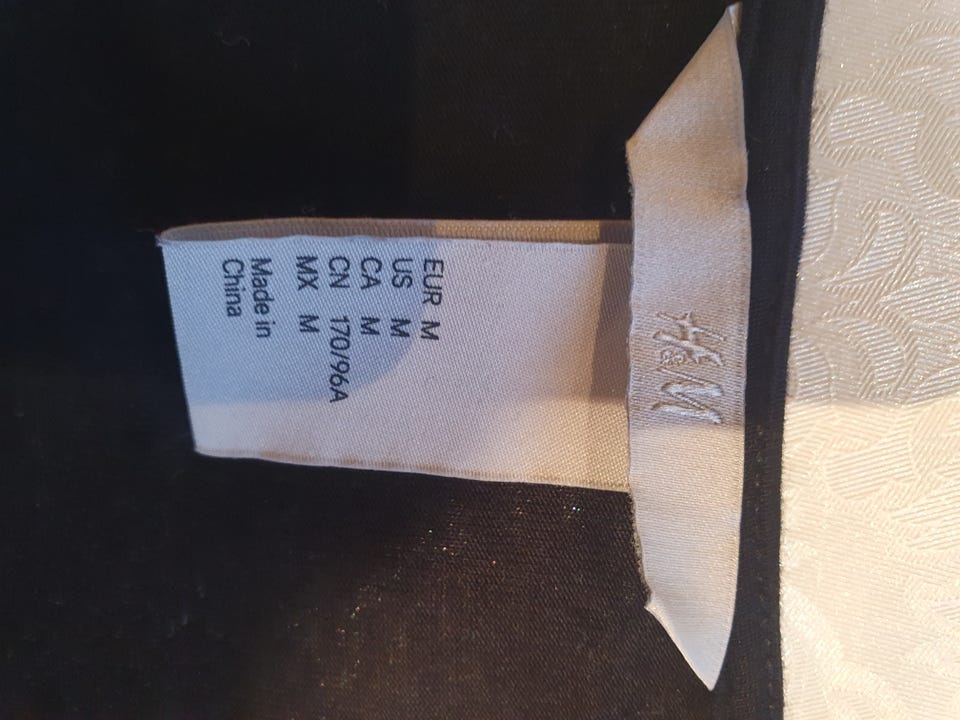 H&M
EUR M
US M
CA M
CN 170/96A
MX M
Made in
China